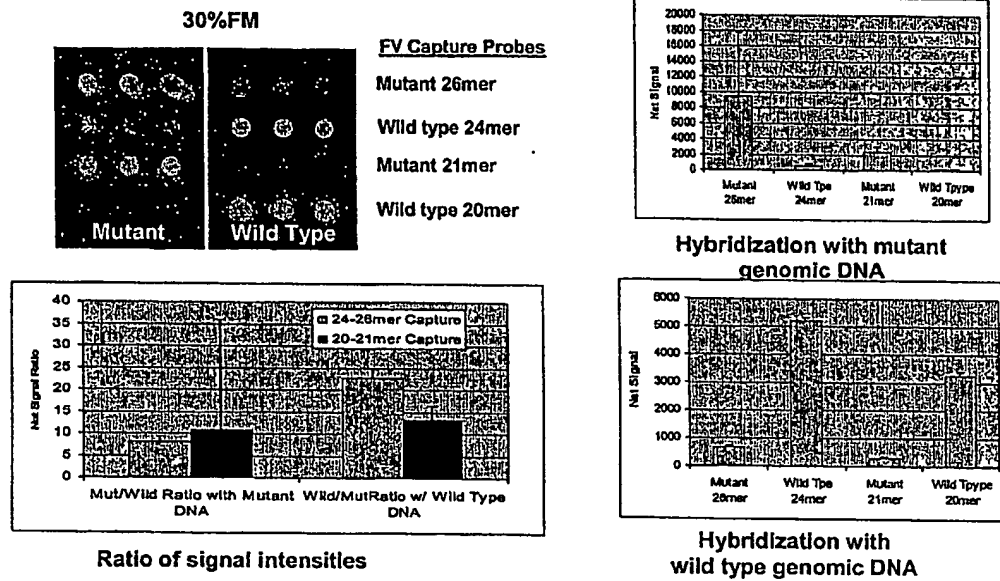 30%FM
FV Capture Probes
Mutant 26mer
Wild type 24mer
Mutant 21mer
Wild type 20mer
Mutant
Wild Type
Net Signal
20000
18000
16000
14000
12000
10000
8000
6000
4000
2000
0
Mutant
26mer
Wild Tpe
24mer
Mutant
21mer
Wild Tpype
20mer
Hybridization with mutant
genomic DNA
Net Signal Ratio
40
35
30
25
20
15
10
5
0
24-26mer Capture
20-21mer Capture
Mut/Wild Ratio with Mutant
DNA
Wild/MutRatio w/ Wild Type
DNA
Ratio of signal intensitles
Net Signal
6000
5000
4000
3000
2000
1000
0
Mutant
26mer
Wild Tpe
24mer
Mutant
21mer
Wild Tpype
20mer
Hybridization with
wild type genomic DNA